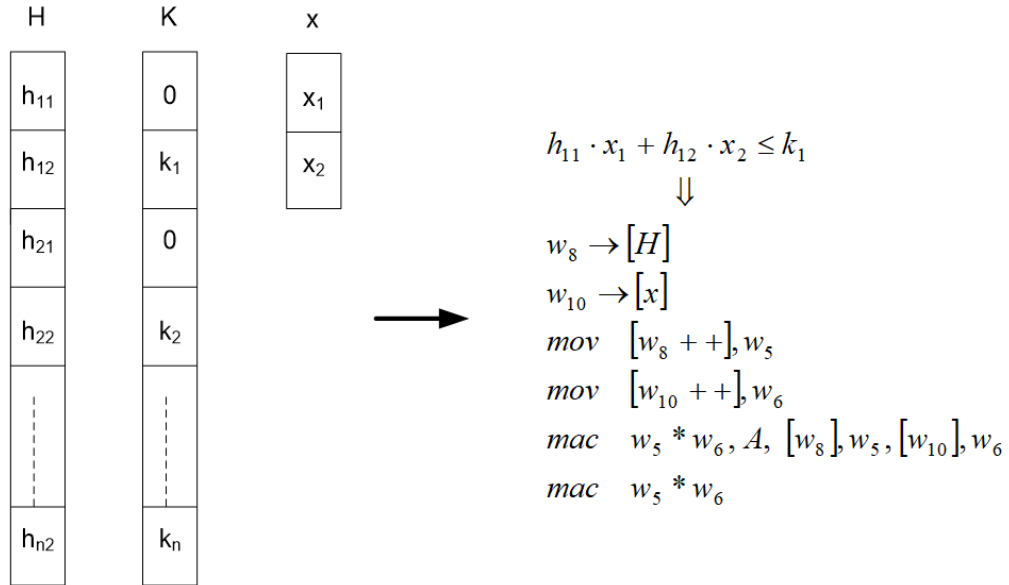 H K x
h₁₁ 0 x₁
h₁₂ k₁ x₂
h₂₁ 0
h₂₂ k₂
hₙ₂ kₙ
h₁₁ · x₁ + h₁₂ · x₂ ≤ k₁
⇓
w₈ → [H]
w₁₀ → [x]
mov [w₈ + +], w₅
mov [w₁₀ + +], w₆
mac w₅ * w₆, A, [w₈], w₅, [w₁₀], w₆
mac w₅ * w₆